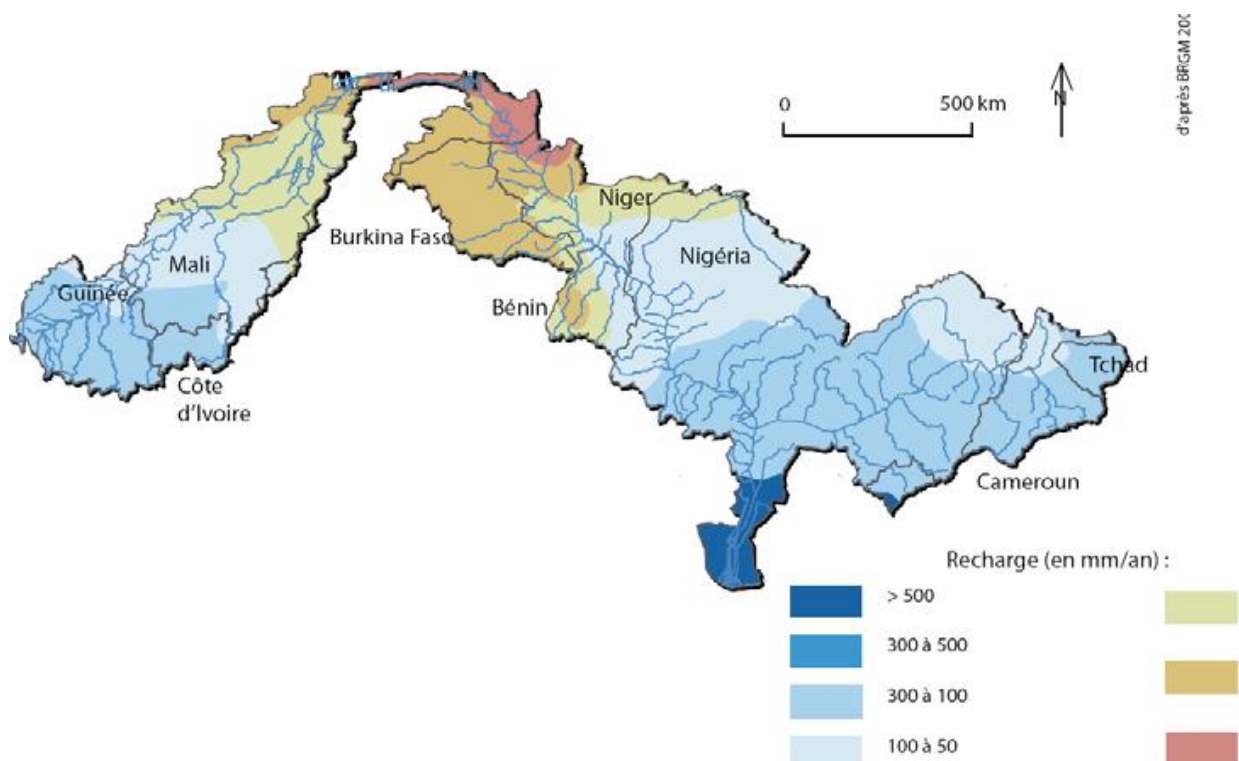 d'après BRGM
0
500 km
N
Niger
Burkina Faso
Nigéria
Mali
Guinée
Bénin
Tchad
Côte
d'Ivoire
Cameroun
Recharge (en mm/an) :
> 500
300 à 500
300 à 100
100 à 50